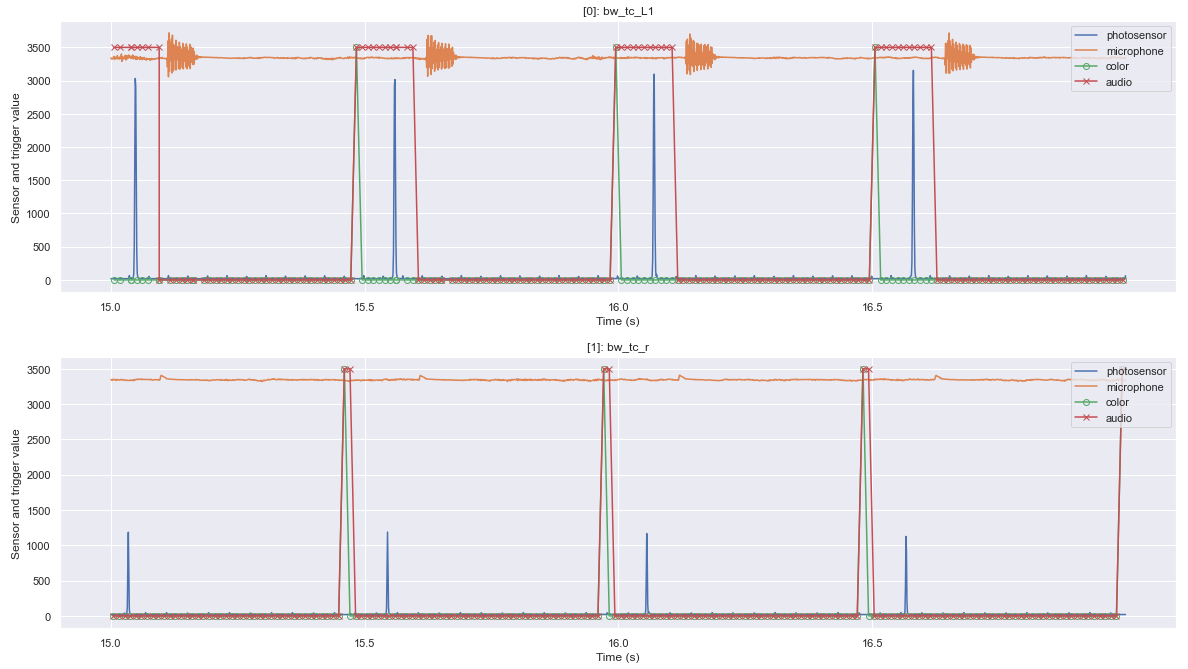 [0]: bw_tc_L1
Sensor and trigger value
3500
3000
2500
2000
1500
1000
500
0
photosensor
microphone
color
audio
15.0
15.5
16.0
16.5
Time (s)
[1]: bw_tc_r
Sensor and trigger value
3500
3000
2500
2000
1500
1000
500
0
photosensor
microphone
color
audio
15.0
15.5
16.0
16.5
Time (s)